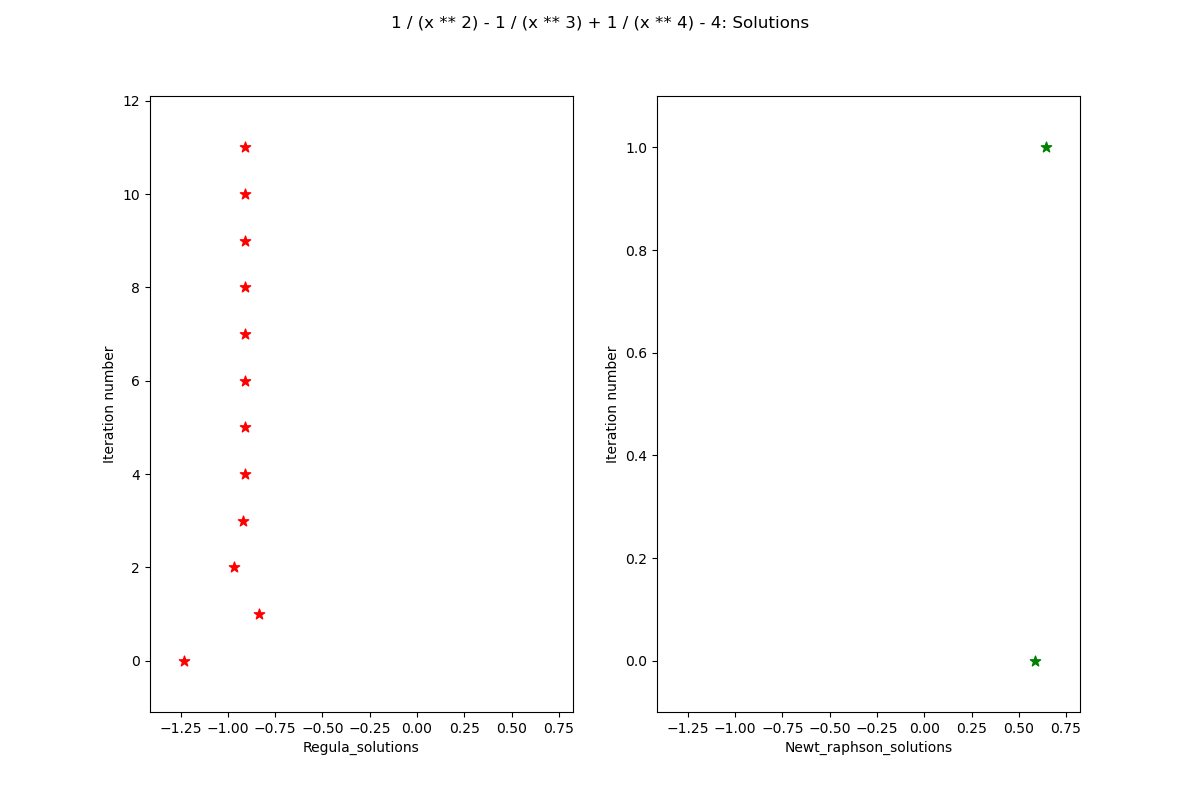 1 / (x ** 2) - 1 / (x ** 3) + 1 / (x ** 4) - 4: Solutions
12
10
8
6
4
2
0
Iteration number
−1.25 −1.00 −0.75 −0.50 −0.25 0.00 0.25 0.50 0.75
Regula_solutions
1.0
0.8
0.6
0.4
0.2
0.0
Iteration number
−1.25 −1.00 −0.75 −0.50 −0.25 0.00 0.25 0.50 0.75
Newt_raphson_solutions